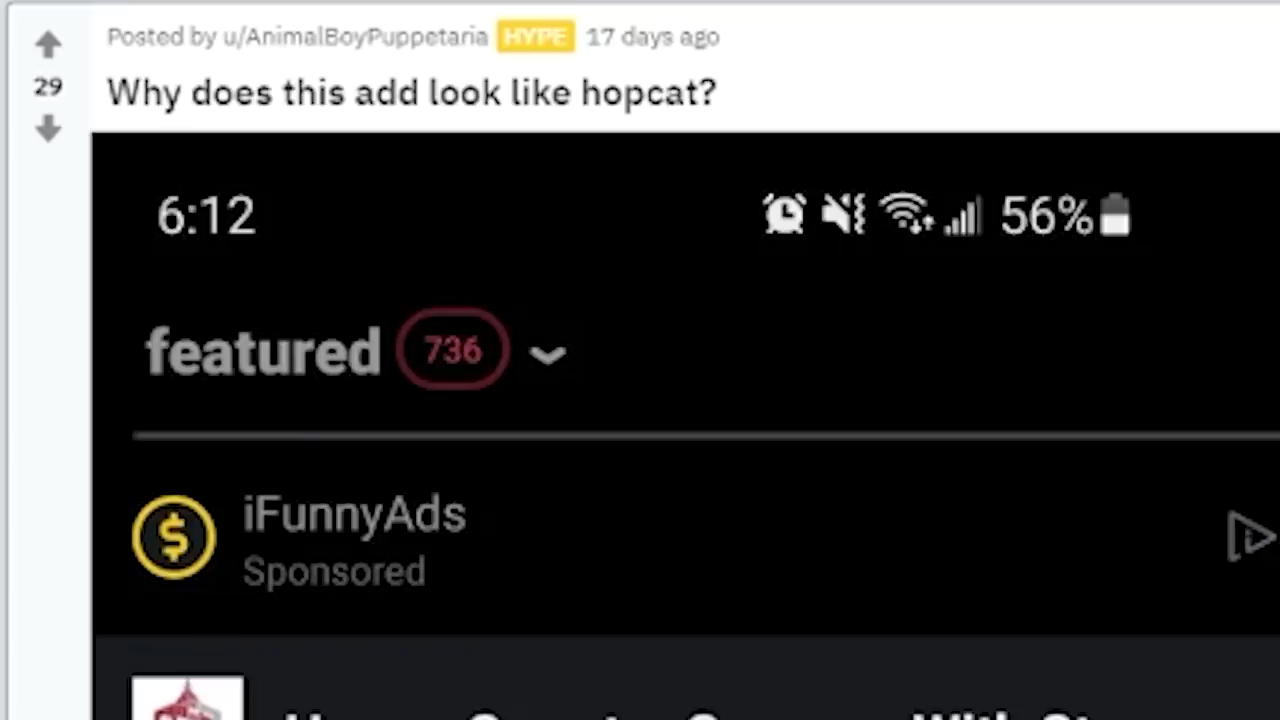 Posted by u/AnimalBoyPuppetaria HYPE 17 days ago
29
Why does this add look like hopcat?
6:12 56%
featured 736
iFunnyAds
Sponsored